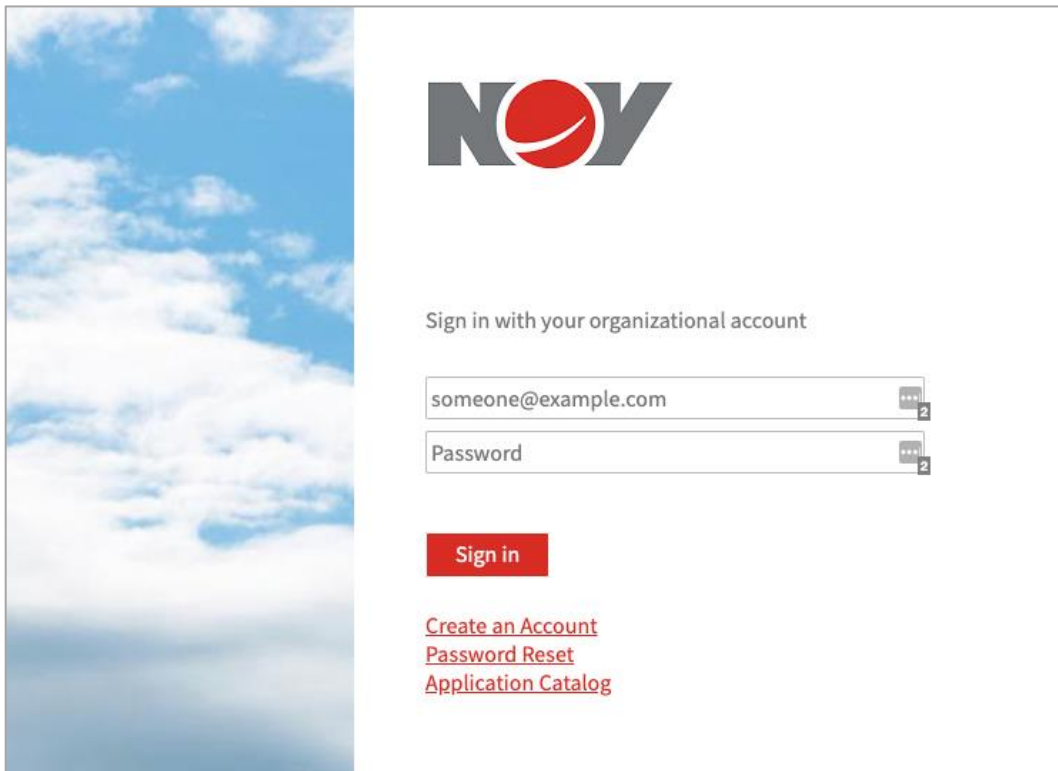 NOV
Sign in with your organizational account
someone@example.com
2
Password
2
Sign in
Create an Account
Password Reset
Application Catalog